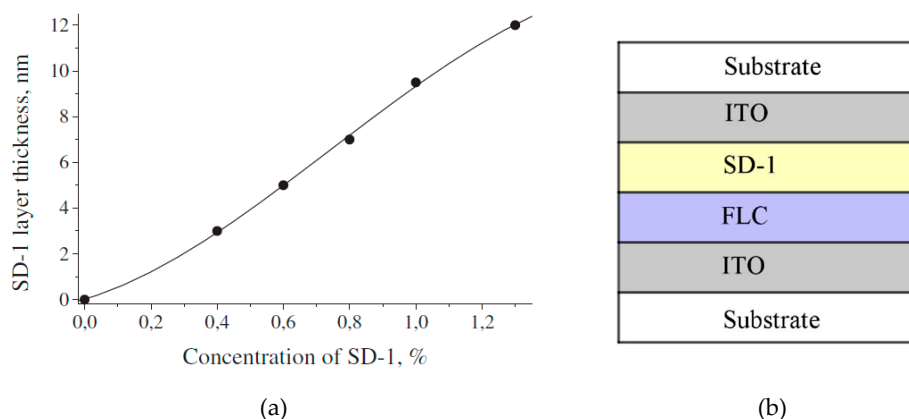 SD-1 layer thickness, nm
12
10
8
6
4
2
0
0,0 0,2 0,4 0,6 0,8 1,0 1,2
Concentration of SD-1, %
(a)
Substrate
ITO
SD-1
FLC
ITO
Substrate
(b)